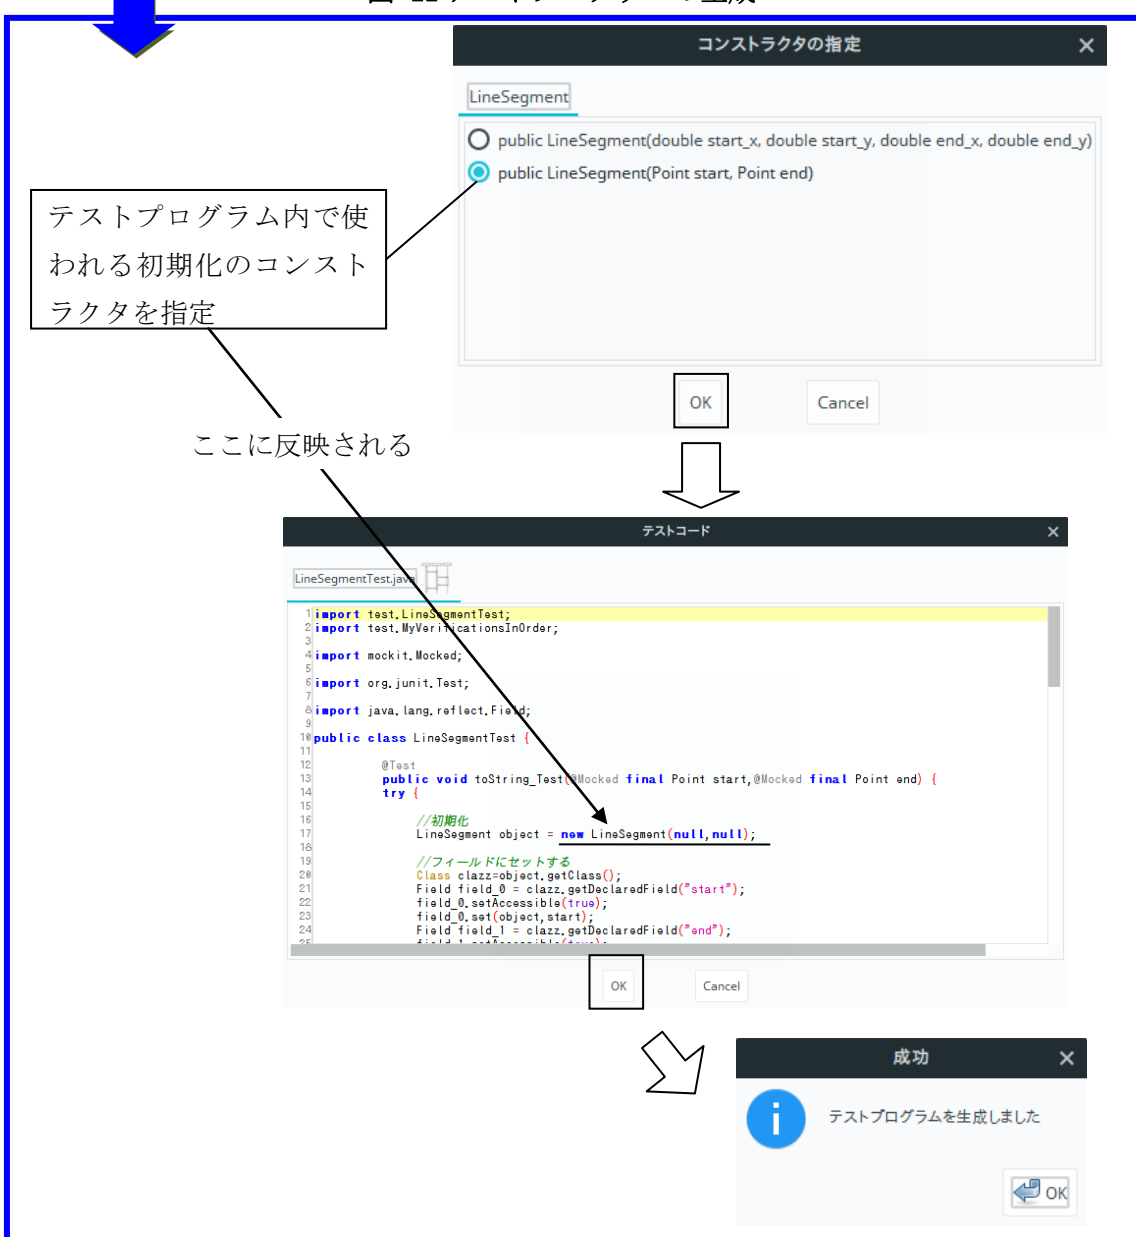 コンストラクタの指定
LineSegment
public LineSegment(double start_x, double start_y, double end_x, double end_y)
public LineSegment(Point start, Point end)
テストプログラム内で使
われる初期化のコンスト
ラクタを指定
OK
Cancel
ここに反映される
テストコード
LineSegmentTest.java
1 import test.LineSegmentTest;
2 import test.MyVerificationsInOrder;
3
4 import mockit.Mocked;
5
6 import org.junit.Test;
7
8 import java.lang.reflect.Field;
9
10 public class LineSegmentTest {
11
12 @Test
13 public void toString_Test(@Mocked final Point start,@Mocked final Point end) {
14 try {
15
16 //初期化
17 LineSegment object = new LineSegment(null,null);
18
19 //フィールドにセットする
20 Class clazz=object.getClass();
21 Field field_0 = clazz.getDeclaredField("start");
22 field_0.setAccessible(true);
23 field_0.set(object,start);
24 Field field_1 = clazz.getDeclaredField("end");
25 field_1.setAccessible(true);
OK
Cancel
成功
テストプログラムを生成しました
OK